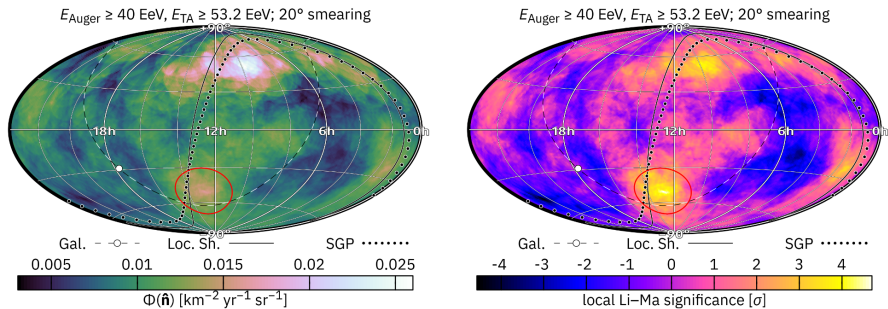 E_Auger ≥ 40 EeV, E_TA ≥ 53.2 EeV; 20° smearing
+90°
18h 12h 6h 0h
−90°
Gal. Loc. Sh. SGP
0.005 0.01 0.015 0.02 0.025
Φ(n̂) [km⁻² yr⁻¹ sr⁻¹]
E_Auger ≥ 40 EeV, E_TA ≥ 53.2 EeV; 20° smearing
+90°
18h 12h 6h 0h
−90°
Gal. Loc. Sh. SGP
-4 -3 -2 -1 0 1 2 3 4
local Li–Ma significance [σ]